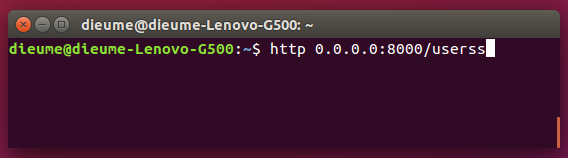 dieume@dieume-Lenovo-G500: ~
dieume@dieume-Lenovo-G500:~$ http 0.0.0.0:8000/userss